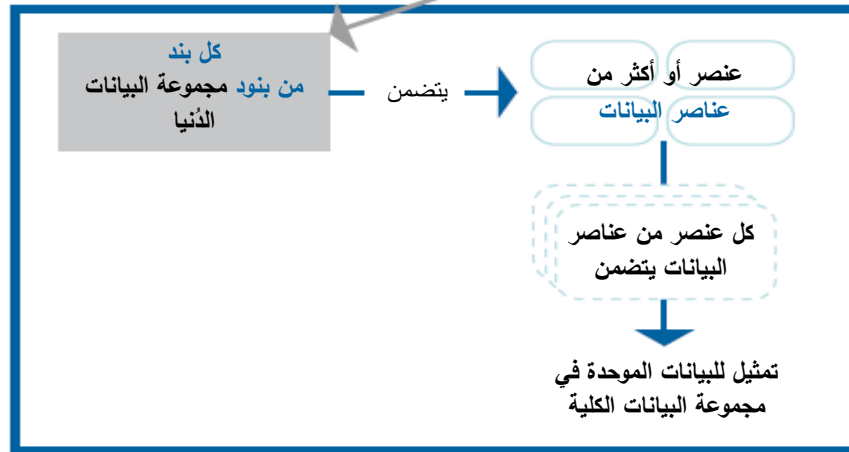 كل بند
من بنود مجموعة البيانات
الدُنيا
يتضمن
عنصر أو أكثر من
عناصر البيانات
كل عنصر من عناصر
البيانات يتضمن
تمثيل للبيانات الموحدة في
مجموعة البيانات الكلية